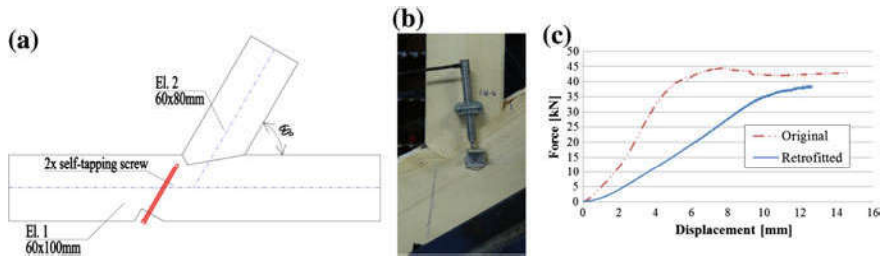 (a)
El. 2
60x80mm
60°
2x self-tapping screw
El. 1
60x100mm
(b)
(c)
Force [kN]
50
45
40
35
30
25
20
15
10
5
0
Original
Retrofitted
0 2 4 6 8 10 12 14 16
Displacement [mm]